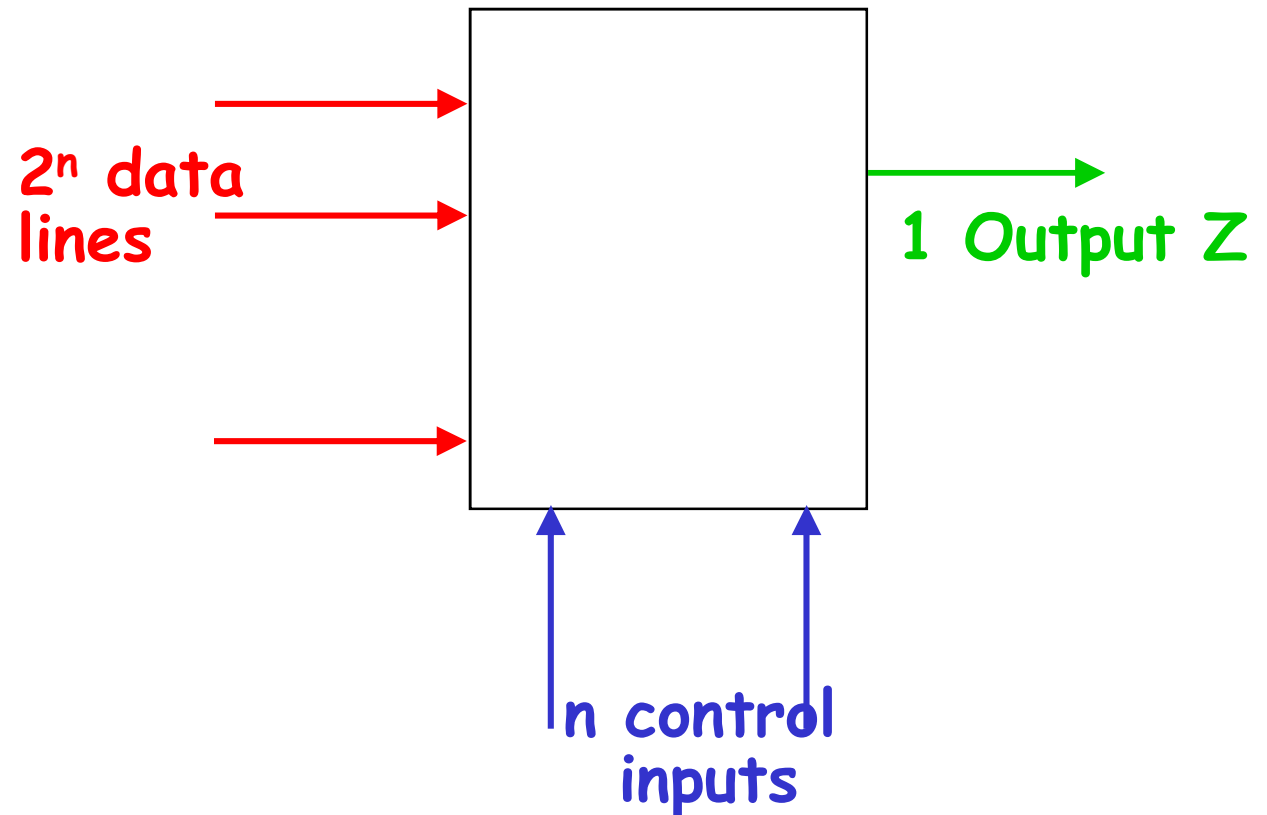 2ⁿ data
lines
1 Output Z
n control
inputs